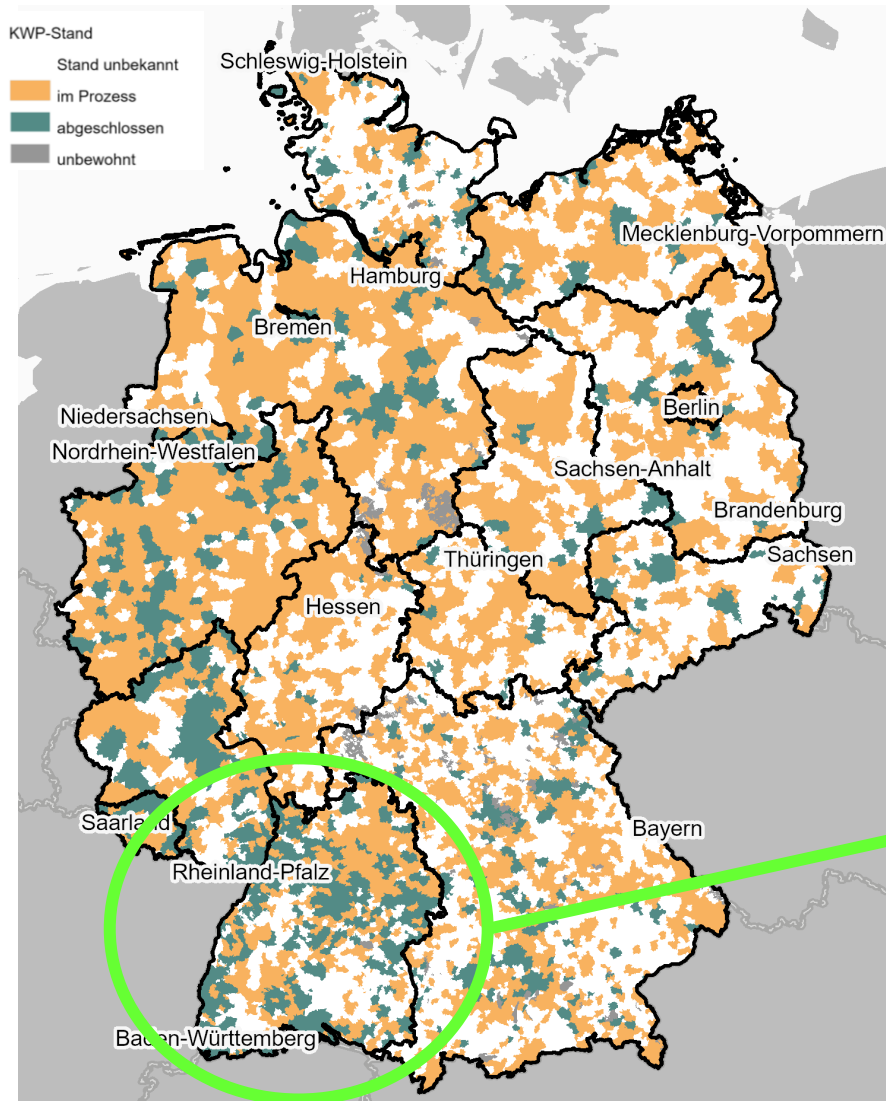 KWP-Stand
Stand unbekannt
im Prozess
abgeschlossen
unbewohnt
Schleswig-Holstein
Mecklenburg-Vorpommern
Hamburg
Bremen
Niedersachsen
Berlin
Nordrhein-Westfalen
Sachsen-Anhalt
Brandenburg
Thüringen
Sachsen
Hessen
Saarland
Bayern
Rheinland-Pfalz
Baden-Württemberg